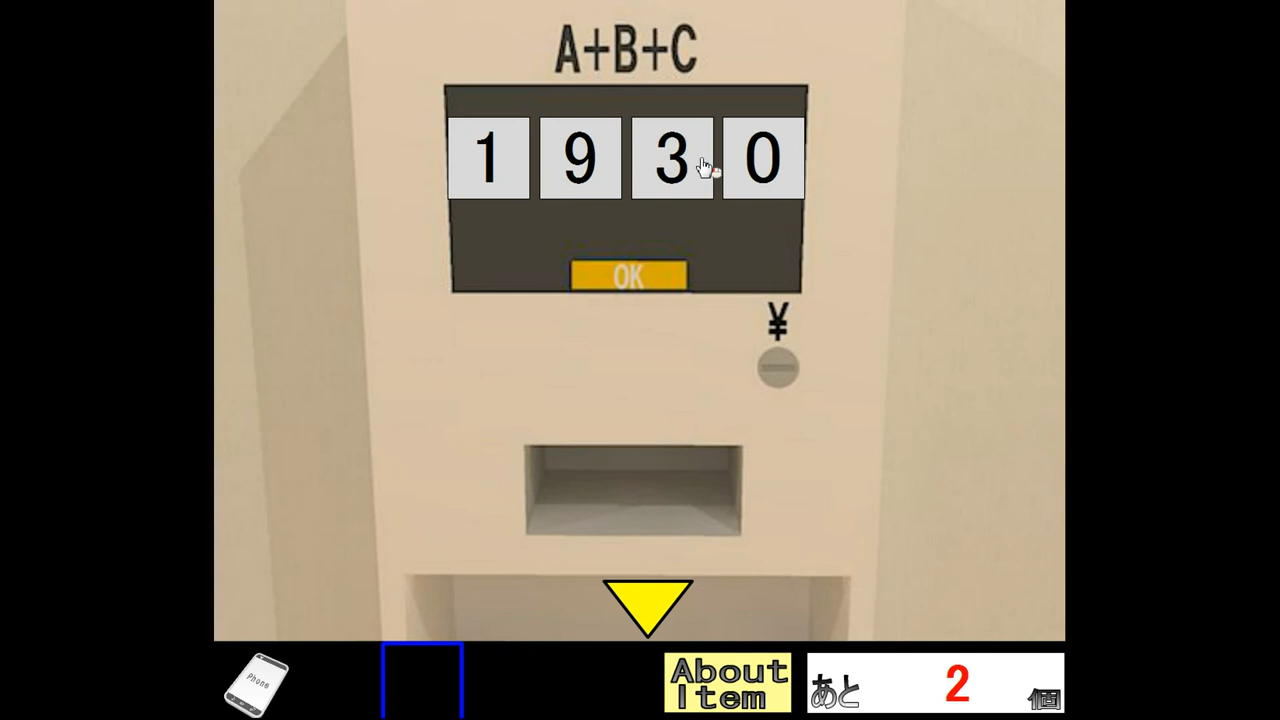 A+B+C
1 9 3 0
OK
¥
Phone
About
Item
あと 2 個